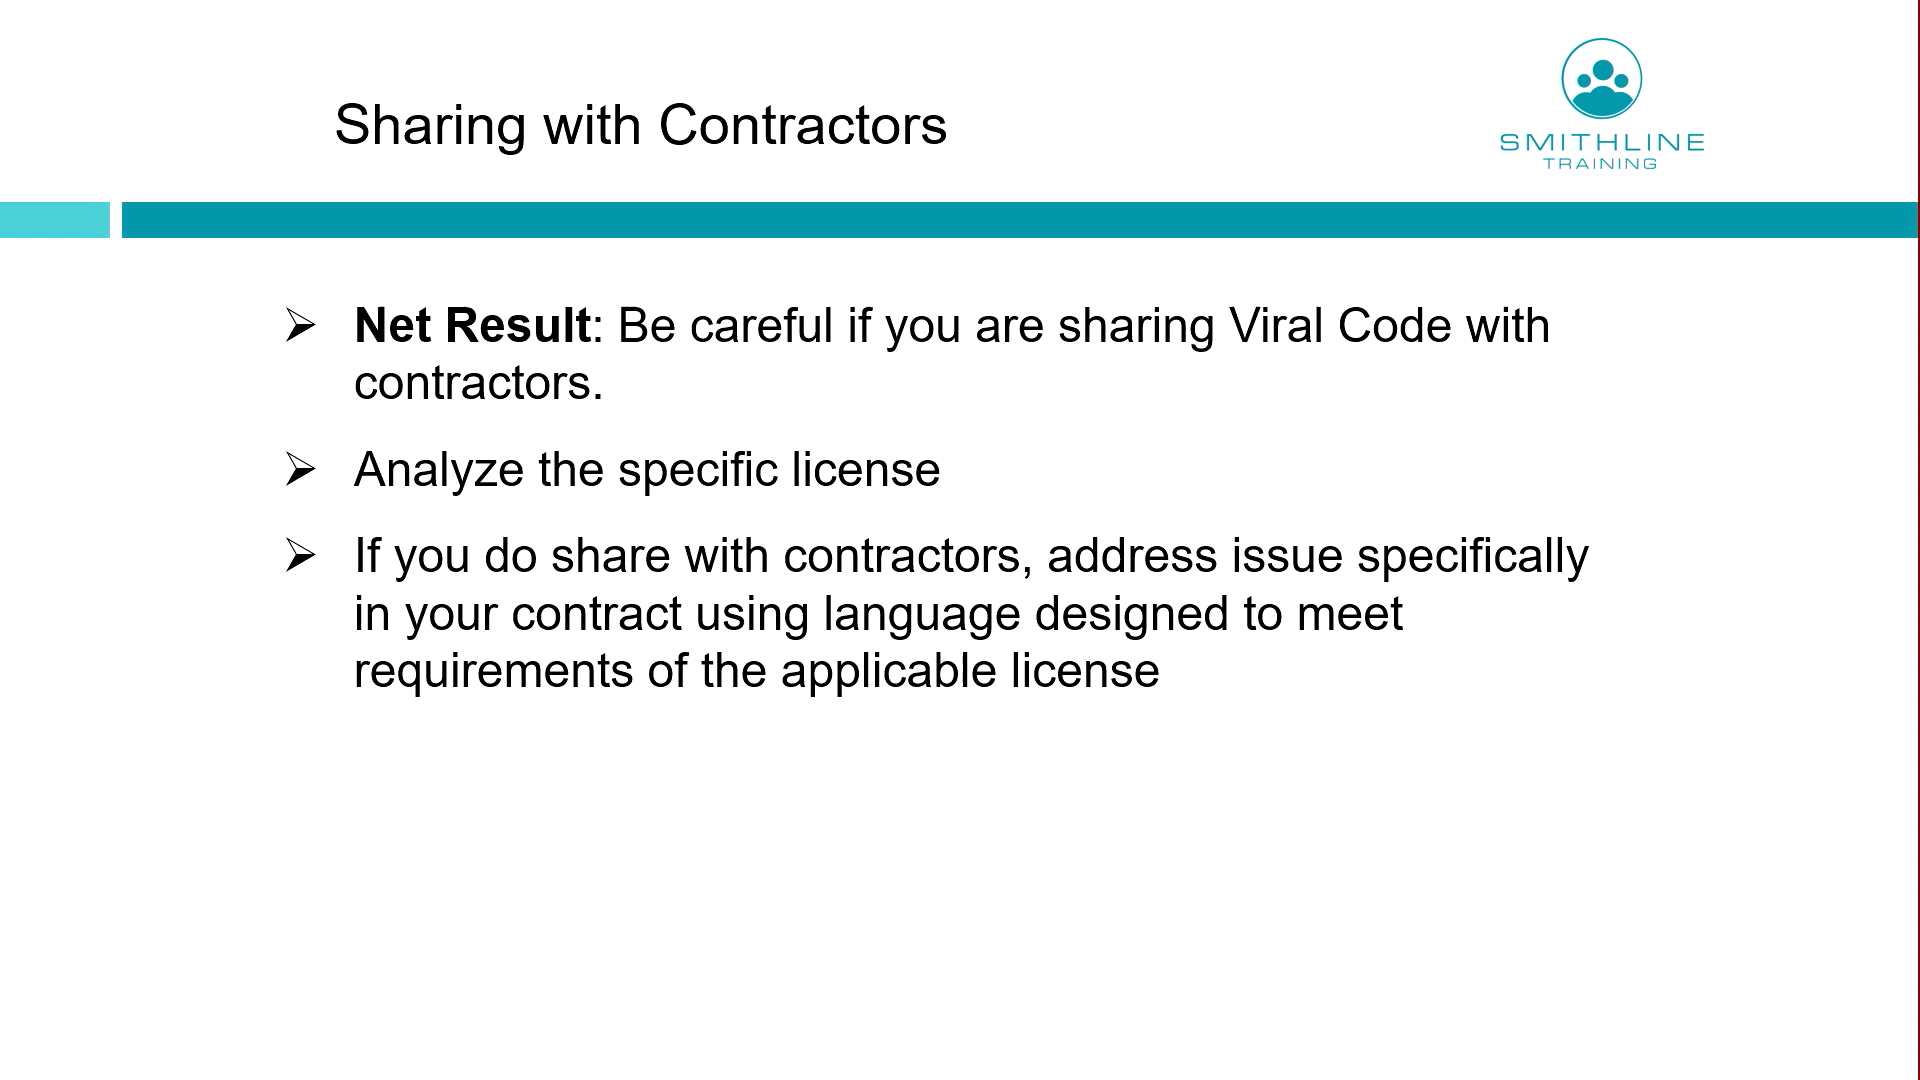 Sharing with Contractors
SMITHLINE
TRAINING
Net Result: Be careful if you are sharing Viral Code with
contractors.
Analyze the specific license
If you do share with contractors, address issue specifically
in your contract using language designed to meet
requirements of the applicable license